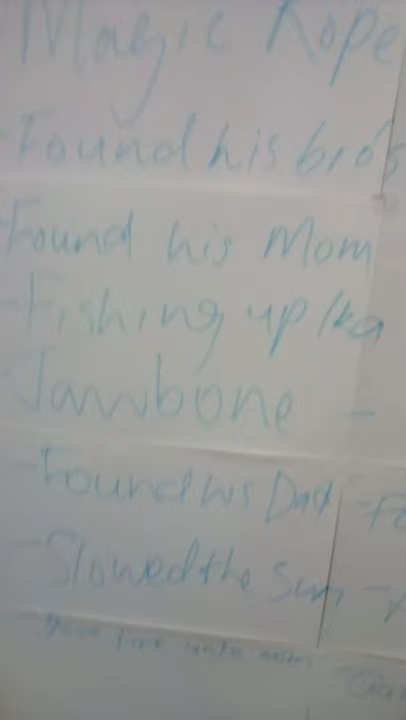 Magic Rope
-Found his bro's
-Found his Mom
-Fishing up Ika
-Jawbone -
-Found his Dad
-Slowed the Sun -